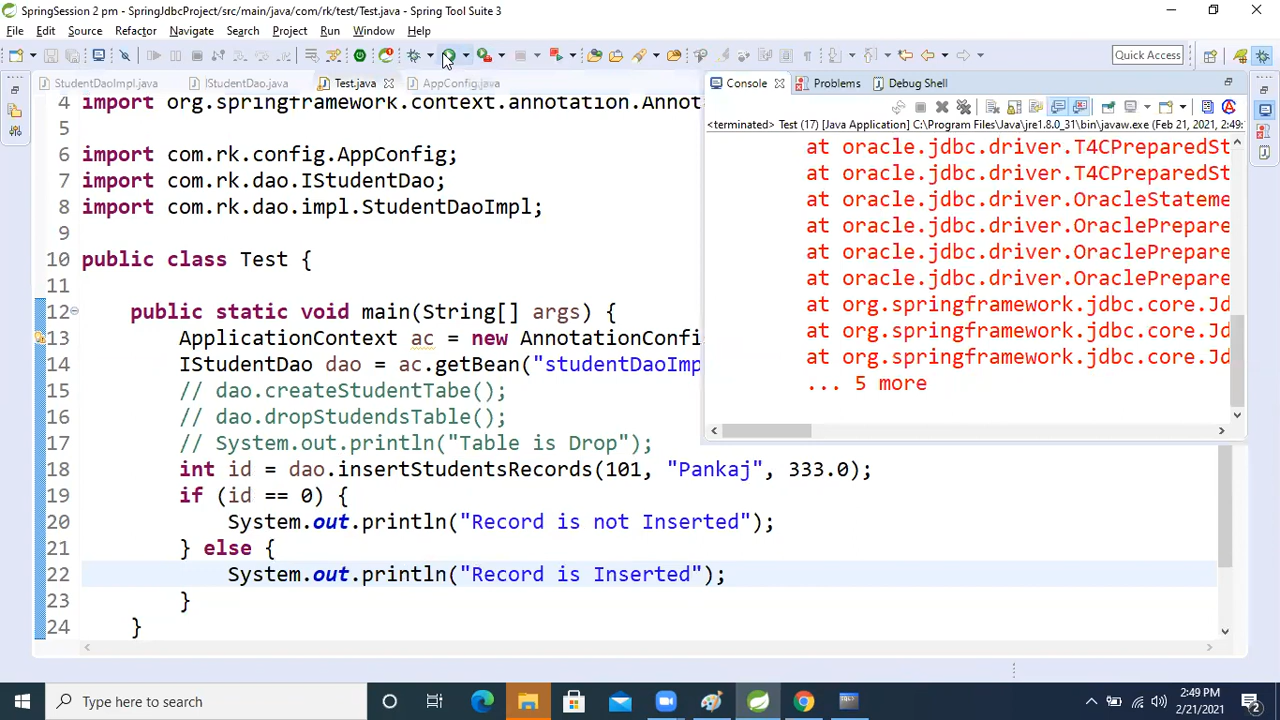 SpringSession 2 pm - SpringJdbcProject/src/main/java/com/rk/test/Test.java - Spring Tool Suite 3
File Edit Source Refactor Navigate Search Project Run Window Help
Quick Access
StudentDaoImpl.java IStudentDao.java Test.java AppConfig.java
4 import org.springframework.context.annotation.Annot
5
6 import com.rk.config.AppConfig;
7 import com.rk.dao.IStudentDao;
8 import com.rk.dao.impl.StudentDaoImpl;
9
10 public class Test {
11
12 public static void main(String[] args) {
13 ApplicationContext ac = new AnnotationConfi
14 IStudentDao dao = ac.getBean("studentDaoImp
15 // dao.createStudentTabe();
16 // dao.dropStudendsTable();
17 // System.out.println("Table is Drop");
18 int id = dao.insertStudentsRecords(101, "Pankaj", 333.0);
19 if (id == 0) {
20 System.out.println("Record is not Inserted");
21 } else {
22 System.out.println("Record is Inserted");
23 }
24 }
Console Problems Debug Shell
<terminated> Test (17) [Java Application] C:\Program Files\Java\jre1.8.0_31\bin\javaw.exe (Feb 21, 2021, 2:49:
at oracle.jdbc.driver.T4CPreparedSt
at oracle.jdbc.driver.T4CPreparedSt
at oracle.jdbc.driver.OracleStateme
at oracle.jdbc.driver.OraclePrepare
at oracle.jdbc.driver.OraclePrepare
at oracle.jdbc.driver.OraclePrepare
at org.springframework.jdbc.core.Jd
at org.springframework.jdbc.core.Jd
at org.springframework.jdbc.core.Jd
... 5 more
Type here to search
2:49 PM
2/21/2021
2